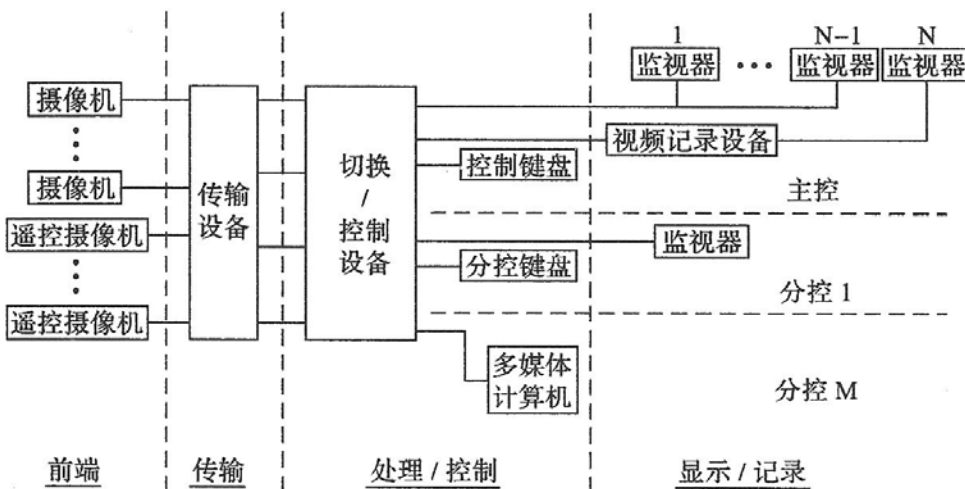 1
N-1
N
监视器
监视器
监视器
摄像机
视频记录设备
切换
/
控制
设备
控制键盘
摄像机
传输
设备
主控
遥控摄像机
监视器
分控键盘
分控 1
遥控摄像机
多媒体
计算机
分控 M
前端
传输
处理 / 控制
显示 / 记录